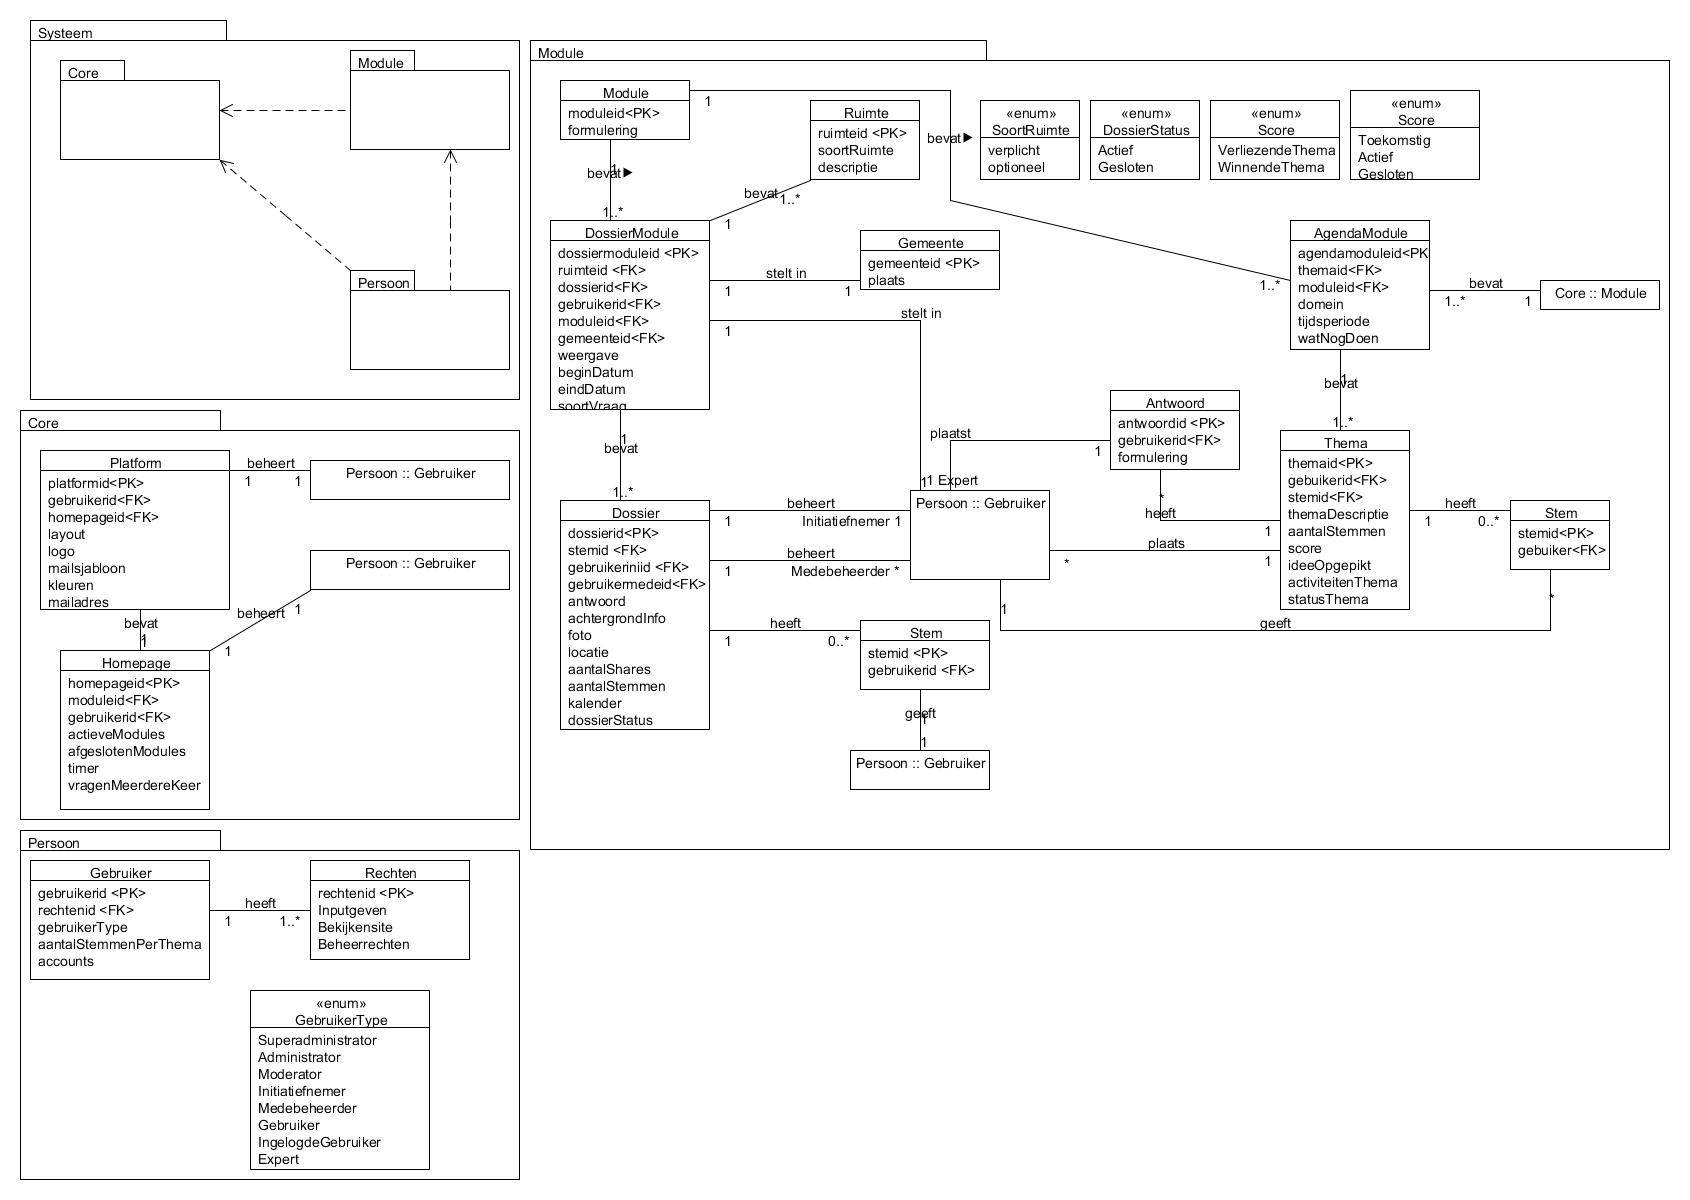 Systeem
Core
Module
Persoon
Core
Platform
platformid<PK>
gebruikerid<FK>
homepageid<FK>
layout
logo
mailsjabloon
kleuren
mailadres
beheert
1
1
Persoon :: Gebruiker
Persoon :: Gebruiker
beheert
1
1
bevat
1
1
Homepage
homepageid<PK>
moduleid<FK>
gebruikerid<FK>
actieveModules
afgeslotenModules
timer
vragenMeerdereKeer
Persoon
Gebruiker
gebruikerid <PK>
rechtenid <FK>
gebruikerType
aantalStemmenPerThema
accounts
heeft
1
1..*
Rechten
rechtenid <PK>
Inputgeven
Bekijkensite
Beheerrechten
«enum»
GebruikerType
Superadministrator
Administrator
Moderator
Initiatiefnemer
Medebeheerder
Gebruiker
IngelogdeGebruiker
Expert
Module
Module
moduleid<PK>
formulering
1
bevat
1
1..*
Ruimte
ruimteid <PK>
soortRuimte
descriptie
bevat
1..*
1
bevat
1..*
«enum»
SoortRuimte
verplicht
optioneel
«enum»
DossierStatus
Actief
Gesloten
«enum»
Score
VerliezendeThema
WinnendeThema
«enum»
Score
Toekomstig
Actief
Gesloten
DossierModule
dossiermoduleid <PK>
ruimteid <FK>
dossierid<FK>
gebruikerid<FK>
moduleid<FK>
gemeenteid<FK>
weergave
beginDatum
eindDatum
soortVraag
stelt in
1
1
Gemeente
gemeenteid <PK>
plaats
stelt in
1
1
AgendaModule
agendamoduleid<PK
themaid<FK>
moduleid<FK>
domein
tijdsperiode
watNogDoen
bevat
1..*
1
Core :: Module
bevat
1
1..*
Antwoord
antwoordid <PK>
gebruikerid<FK>
formulering
plaatst
1
1 Expert
*
heeft
1
Thema
themaid<PK>
gebuikerid<FK>
stemid<FK>
themaDescriptie
aantalStemmen
score
ideeOpgepikt
activiteitenThema
statusThema
heeft
1
0..*
Stem
stemid<PK>
gebuiker<FK>
bevat
1
1..*
Dossier
dossierid<PK>
stemid <FK>
gebruikeriniid <FK>
gebruikermedeid<FK>
antwoord
achtergrondInfo
foto
locatie
aantalShares
aantalStemmen
kalender
dossierStatus
beheert
1
Initiatiefnemer 1
beheert
1
Medebeheerder *
Persoon :: Gebruiker
plaats
*
1
1
geeft
*
heeft
1
0..*
Stem
stemid <PK>
gebruikerid <FK>
geeft
1
1
Persoon :: Gebruiker